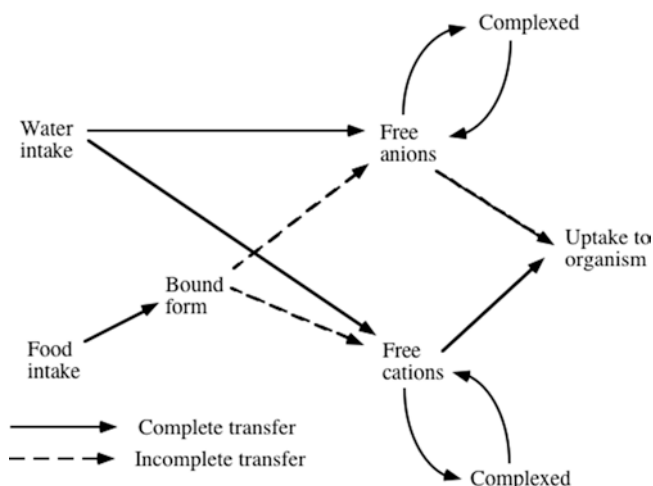 Complexed
Water
intake
Free
anions
Uptake to
organism
Bound
form
Food
intake
Free
cations
Complete transfer
Incomplete transfer
Complexed